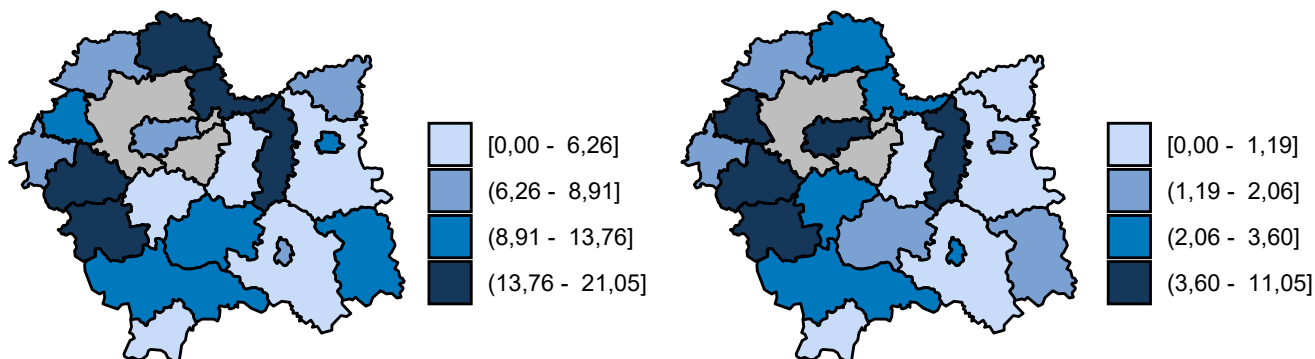 [0,00 - 6,26]
(6,26 - 8,91]
(8,91 - 13,76]
(13,76 - 21,05]
[0,00 - 1,19]
(1,19 - 2,06]
(2,06 - 3,60]
(3,60 - 11,05]